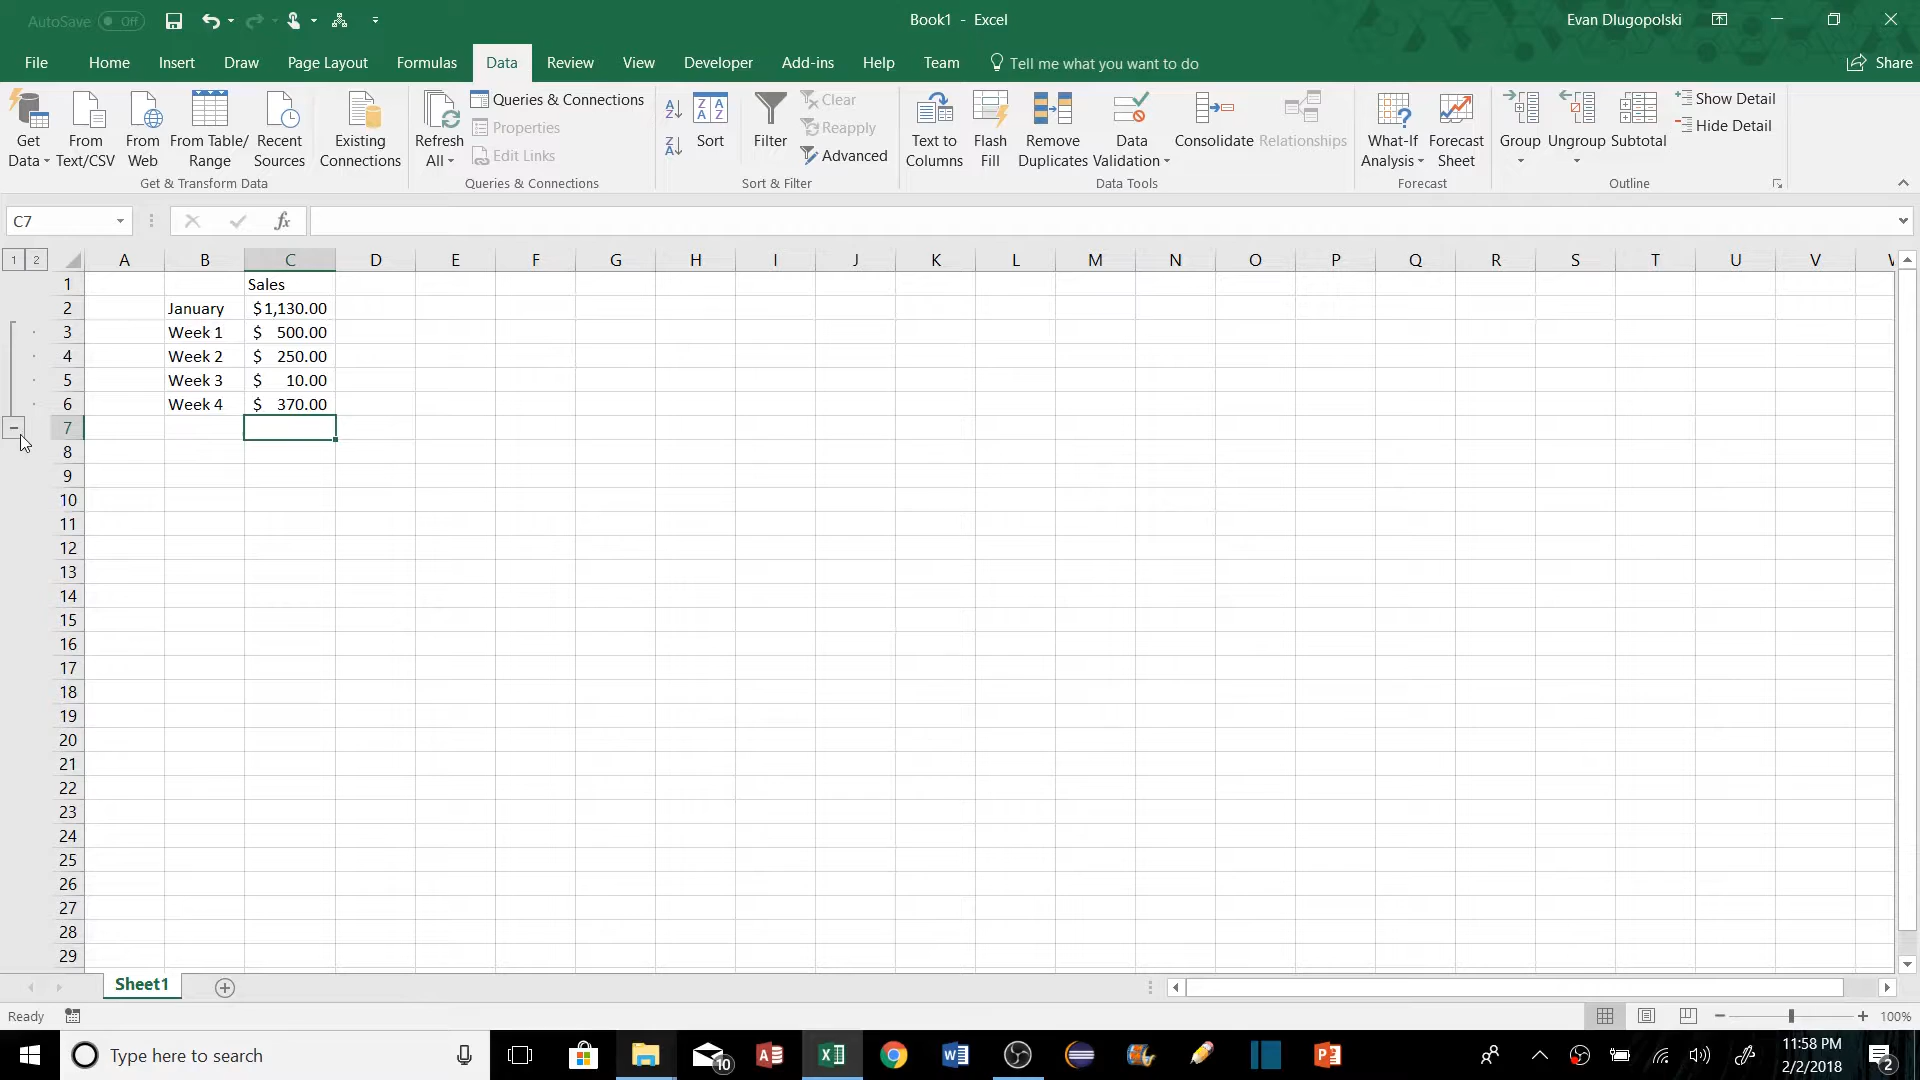 AutoSave Off
Book1 - Excel
Evan Dlugopolski
File Home Insert Draw Page Layout Formulas Data Review View Developer Add-ins Help Team Tell me what you want to do
Share
Get Data
From Text/CSV
From Web
From Table/ Range
Recent Sources
Existing Connections
Get & Transform Data
Refresh All
Queries & Connections
Properties
Edit Links
Queries & Connections
Sort
Filter
Clear
Reapply
Advanced
Sort & Filter
Text to Columns
Flash Fill
Remove Duplicates
Data Validation
Consolidate
Relationships
Data Tools
What-If Analysis
Forecast Sheet
Forecast
Group
Ungroup
Subtotal
Show Detail
Hide Detail
Outline
C7
fx
1 2
A B C D E F G H I J K L M N O P Q R S T U V
1 Sales
2 January $1,130.00
3 Week 1 $ 500.00
4 Week 2 $ 250.00
5 Week 3 $ 10.00
6 Week 4 $ 370.00
7
8
9
10
11
12
13
14
15
16
17
18
19
20
21
22
23
24
25
26
27
28
29
Sheet1
Ready
100%
Type here to search
10
11:58 PM
2/2/2018
2